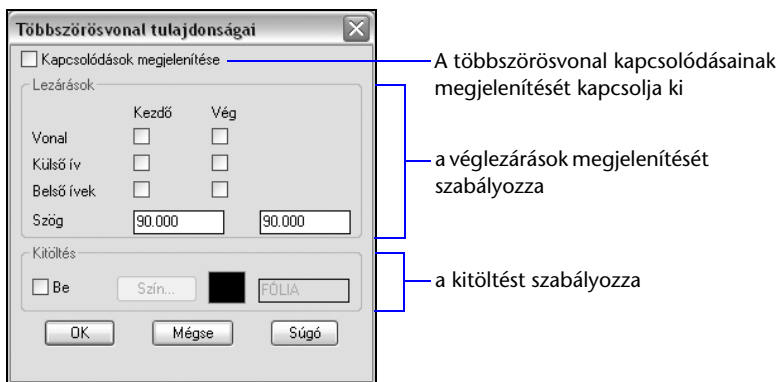 Többszörösvonal tulajdonságai
Kapcsolódások megjelenítése
A többszörösvonal kapcsolódásainak
megjelenítését kapcsolja ki
Lezárások
Kezdő Vég
Vonal
Külső ív
Belső ívek
Szög 90.000 90.000
a véglezárások megjelenítését
szabályozza
Kitöltés
Be Szín... FÓLIA
a kitöltést szabályozza
OK Mégse Súgó